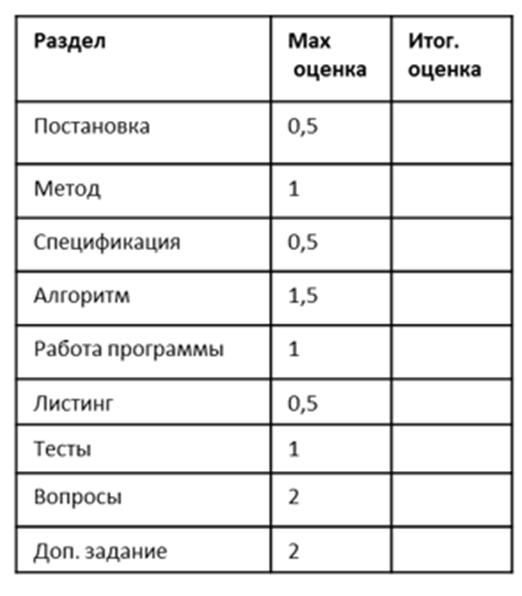 Раздел Max Итог.
оценка оценка
Постановка 0,5
Метод 1
Спецификация 0,5
Алгоритм 1,5
Работа программы 1
Листинг 0,5
Тесты 1
Вопросы 2
Доп. задание 2